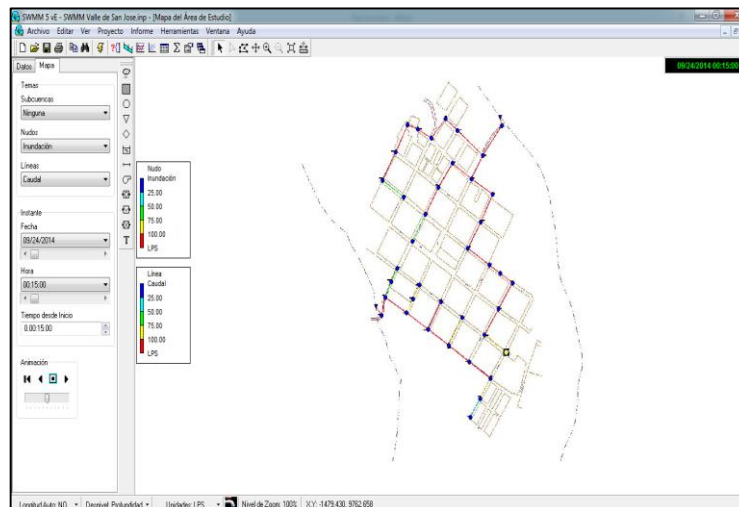 SWMM 5 vE - SWMM Valle de San Jose.inp - [Mapa del Área de Estudio]
Archivo Editar Ver Proyecto Informe Herramientas Ventana Ayuda
Datos Mapa
09/24/2014 00:15:00
Temas
Subcuencas
Ninguna
Nudos
Inundación
Líneas
Caudal
Instante
Fecha
09/24/2014
Hora
00:15:00
Tiempo desde Inicio
0.00:15:00
Animación
Nudo
Inundación
25.00
50.00
75.00
100.00
LPS
Línea
Caudal
25.00
50.00
75.00
100.00
LPS
T
Longitud Auto: NO Desnivel: Profundidad Unidades: LPS Nivel de Zoom: 100% X,Y: -1479.430, 9762.658